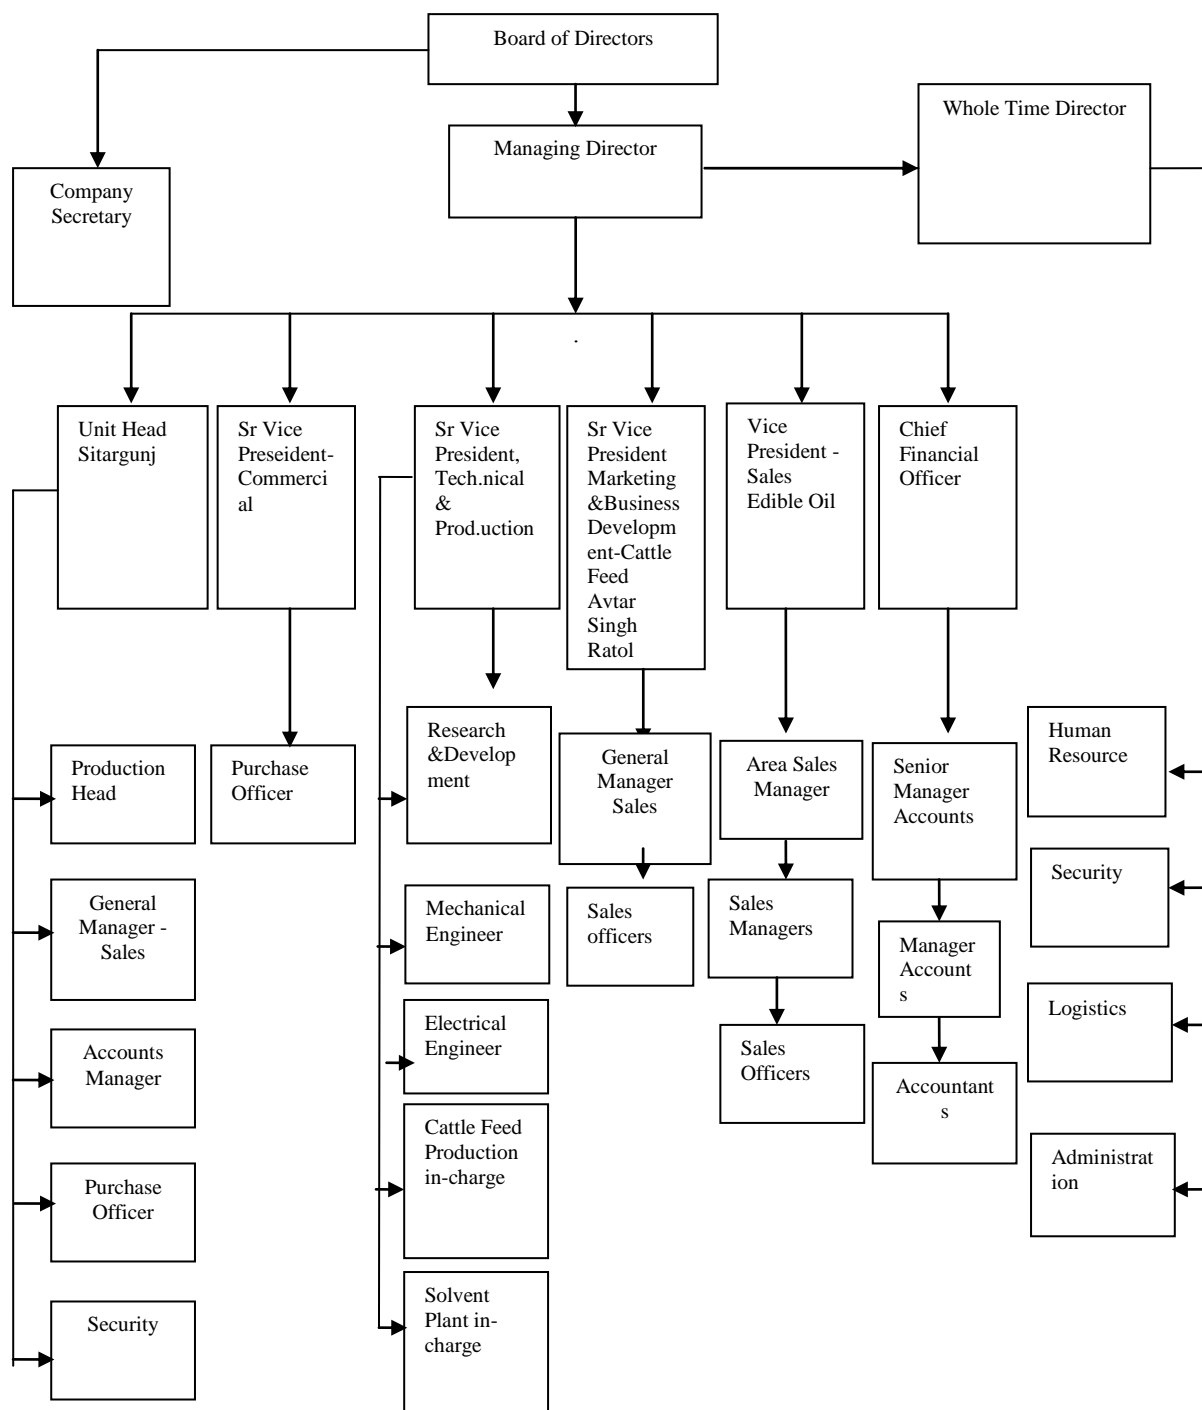 Board of Directors
Whole Time Director
Managing Director
Company
Secretary
.
Unit Head
Sitargunj
Sr Vice
Preseident-
Commerci
al
Sr Vice
President,
Tech.nical
&
Prod.uction
Sr Vice
President
Marketing
&Business
Developm
ent-Cattle
Feed
Avtar
Singh
Ratol
Vice
President -
Sales
Edible Oil
Chief
Financial
Officer
Production
Head
Purchase
Officer
Research
&Develop
ment
General
Manager
Sales
Area Sales
Manager
Senior
Manager
Accounts
Human
Resource
General
Manager -
Sales
Mechanical
Engineer
Sales
officers
Sales
Managers
Manager
Account
s
Security
Accounts
Manager
Electrical
Engineer
Sales
Officers
Accountant
s
Logistics
Purchase
Officer
Cattle Feed
Production
in-charge
Administrat
ion
Security
Solvent
Plant in-
charge